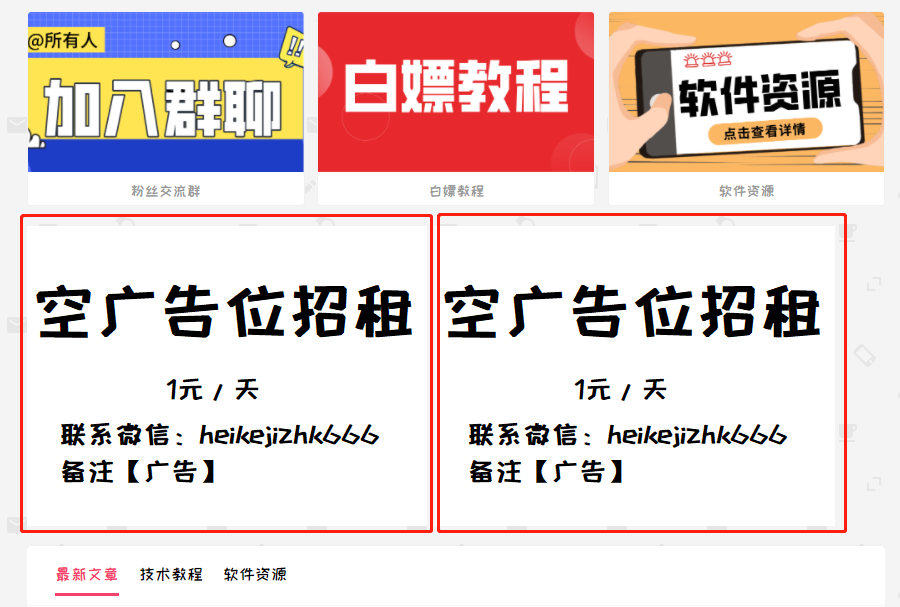 @所有人
加入群聊
白嫖教程
软件资源
点击查看详情
粉丝交流群
白嫖教程
软件资源
空广告位招租
1元 / 天
联系微信：heikejizhk666
备注【广告】
空广告位招租
1元 / 天
联系微信：heikejizhk666
备注【广告】
最新文章 技术教程 软件资源